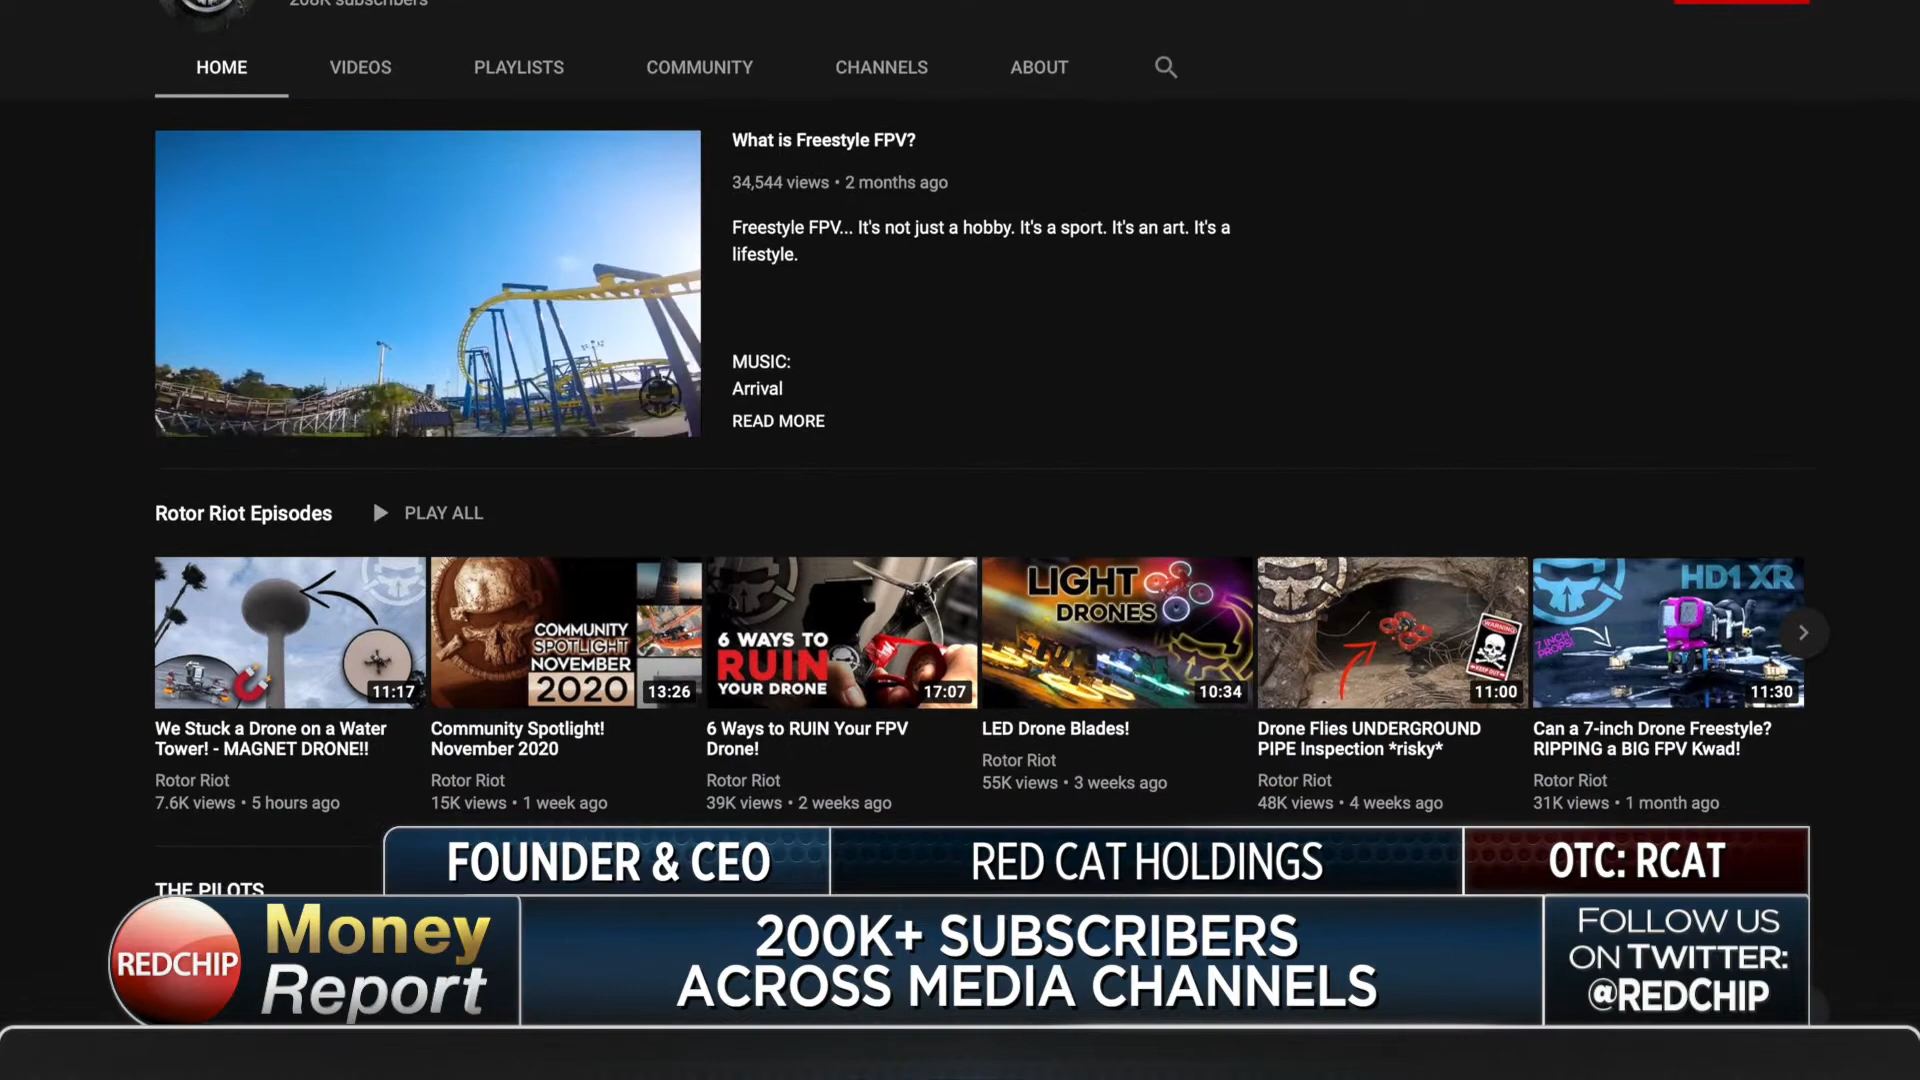 208K subscribers
HOME
VIDEOS
PLAYLISTS
COMMUNITY
CHANNELS
ABOUT
What is Freestyle FPV?
34,544 views • 2 months ago
Freestyle FPV... It's not just a hobby. It's a sport. It's an art. It's a
lifestyle.
MUSIC:
Arrival
READ MORE
Rotor Riot Episodes
PLAY ALL
11:17
We Stuck a Drone on a Water
Tower! - MAGNET DRONE!!
Rotor Riot
7.6K views • 5 hours ago
COMMUNITY
SPOTLIGHT
NOVEMBER
2020
13:26
Community Spotlight!
November 2020
Rotor Riot
15K views • 1 week ago
6 WAYS TO
RUIN
YOUR DRONE
17:07
6 Ways to RUIN Your FPV
Drone!
Rotor Riot
39K views • 2 weeks ago
LIGHT
DRONES
10:34
LED Drone Blades!
Rotor Riot
55K views • 3 weeks ago
WARNING
KEEP OUT
11:00
Drone Flies UNDERGROUND
PIPE Inspection *risky*
Rotor Riot
48K views • 4 weeks ago
HD1 XR
7 INCH
PROPS!
11:30
Can a 7-inch Drone Freestyle?
RIPPING a BIG FPV Kwad!
Rotor Riot
31K views • 1 month ago
THE PILOTS
FOUNDER & CEO
RED CAT HOLDINGS
OTC: RCAT
REDCHIP
Money
Report
200K+ SUBSCRIBERS
ACROSS MEDIA CHANNELS
FOLLOW US
ON TWITTER:
@REDCHIP